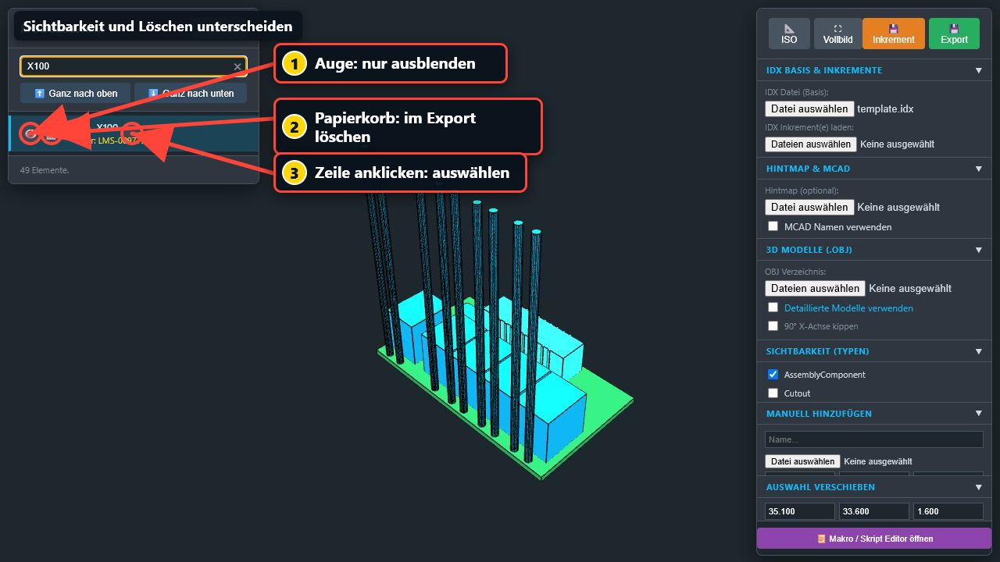 Sichtbarkeit und Löschen unterscheiden
X100
Ganz nach oben
Ganz nach unten
X100
49 Elemente.
1 Auge: nur ausblenden
2 Papierkorb: im Export
löschen
3 Zeile anklicken: auswählen
ISO
Vollbild
Inkrement
Export
IDX BASIS & INKREMENTE
IDX Datei (Basis):
Datei auswählen template.idx
IDX Inkrement(e) laden:
Dateien auswählen Keine ausgewählt
HINTMAP & MCAD
Hintmap (optional):
Datei auswählen Keine ausgewählt
MCAD Namen verwenden
3D MODELLE (.OBJ)
OBJ Verzeichnis:
Dateien auswählen Keine ausgewählt
Detaillierte Modelle verwenden
90° X-Achse kippen
SICHTBARKEIT (TYPEN)
AssemblyComponent
Cutout
MANUELL HINZUFÜGEN
Name...
Datei auswählen Keine ausgewählt
AUSWAHL VERSCHIEBEN
35.100 33.600 1.600
Makro / Skript Editor öffnen